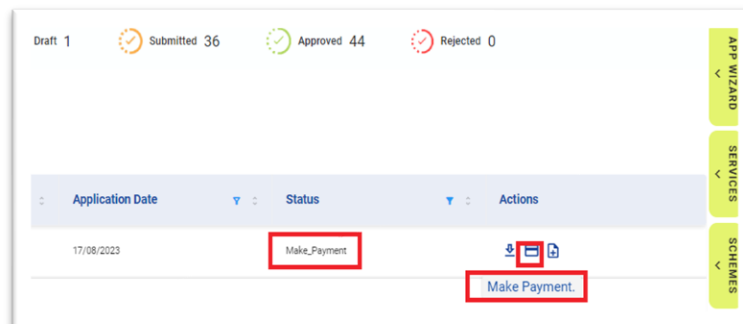 Draft 1 Submitted 36 Approved 44 Rejected 0
APP WIZARD
SERVICES
SCHEMES
Application Date Status Actions
17/08/2023 Make_Payment
Make Payment.